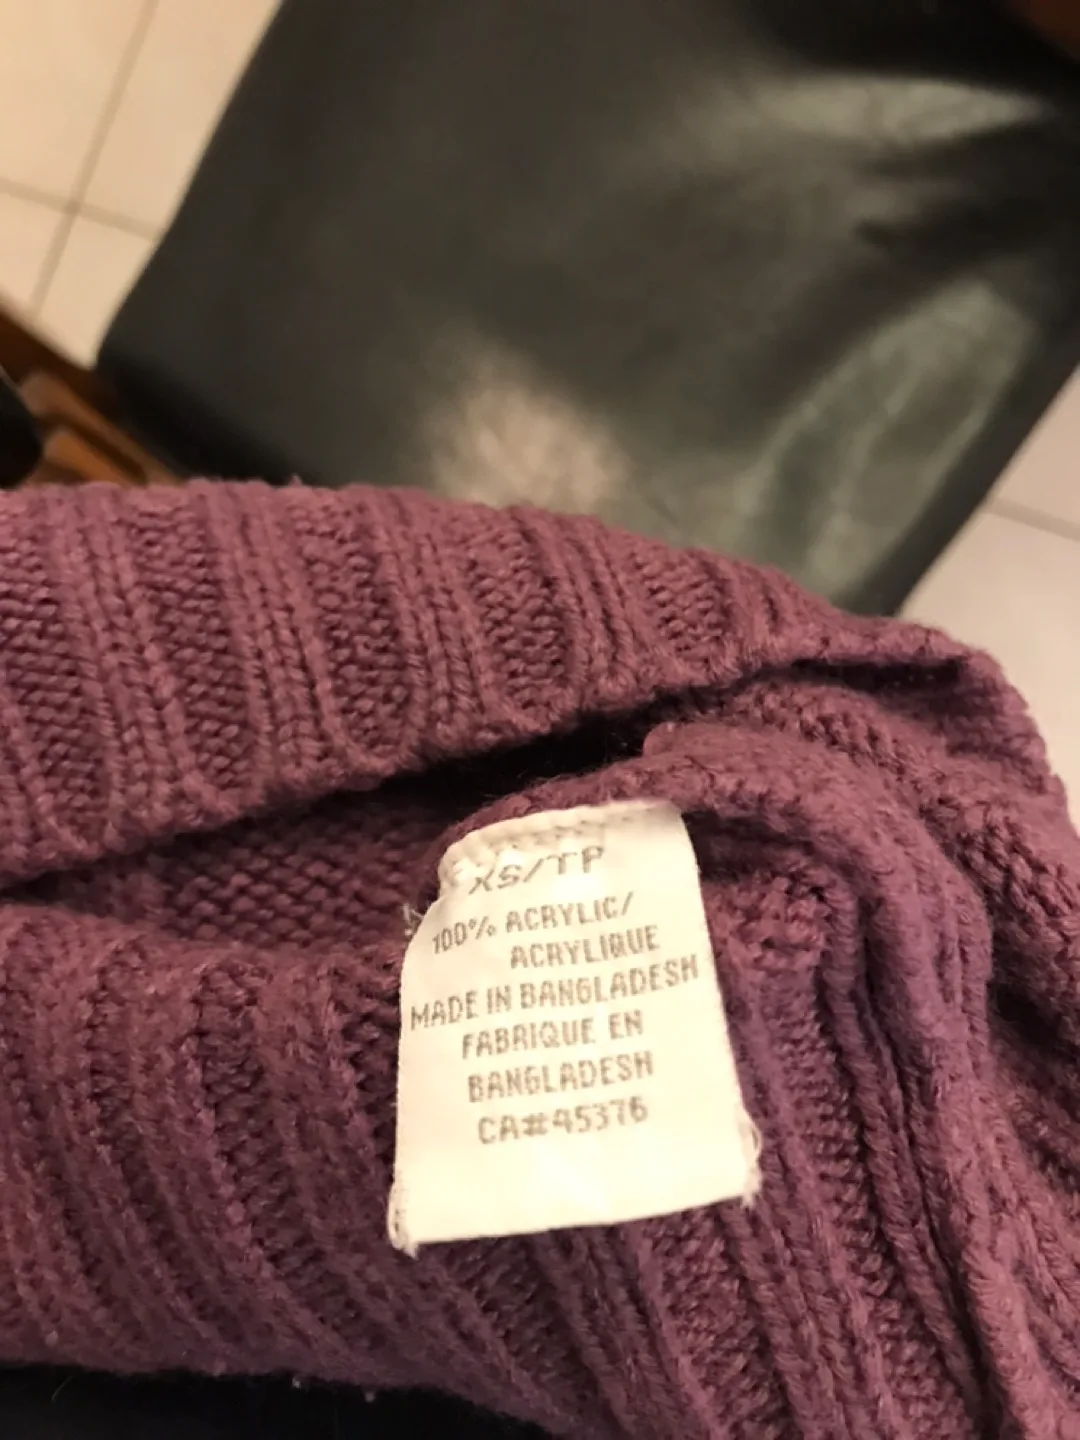 XS/TP
100% ACRYLIC/
ACRYLIQUE
MADE IN BANGLADESH
FABRIQUE EN
BANGLADESH
CA#45376